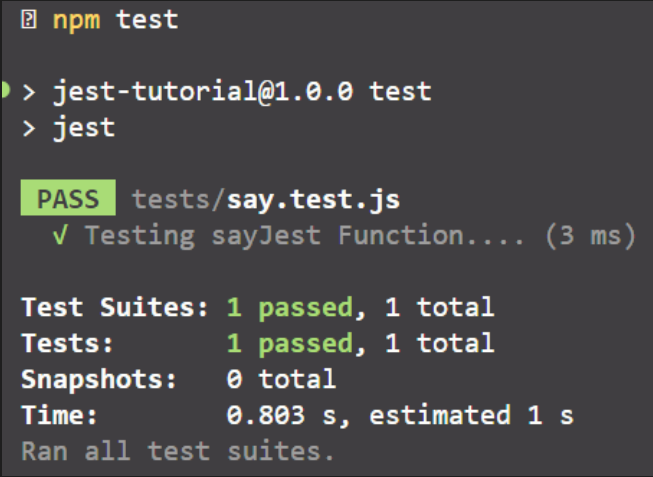 npm test
> jest-tutorial@1.0.0 test
> jest
PASS tests/say.test.js
√ Testing sayJest Function.... (3 ms)
Test Suites: 1 passed, 1 total
Tests: 1 passed, 1 total
Snapshots: 0 total
Time: 0.803 s, estimated 1 s
Ran all test suites.